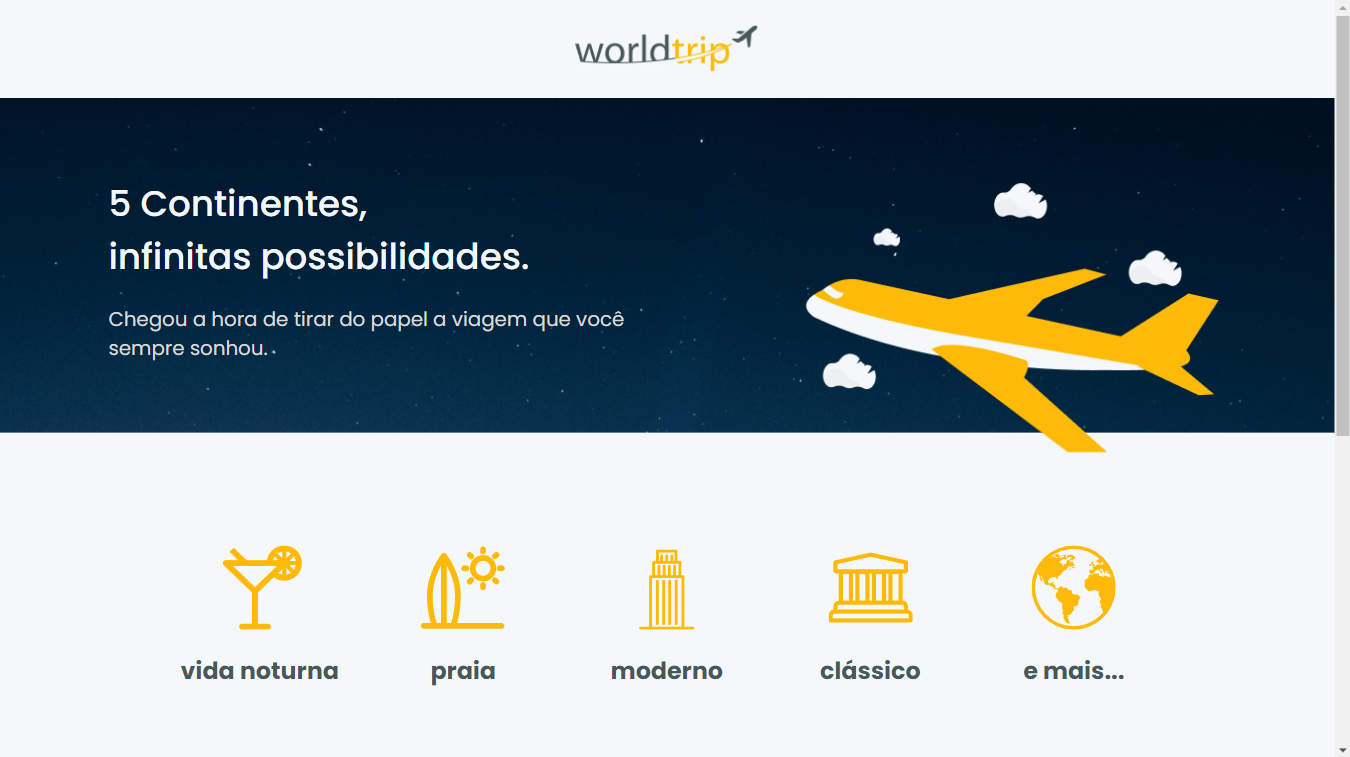 worldtrip
5 Continentes,
infinitas possibilidades.
Chegou a hora de tirar do papel a viagem que você
sempre sonhou.
vida noturna
praia
moderno
clássico
e mais...